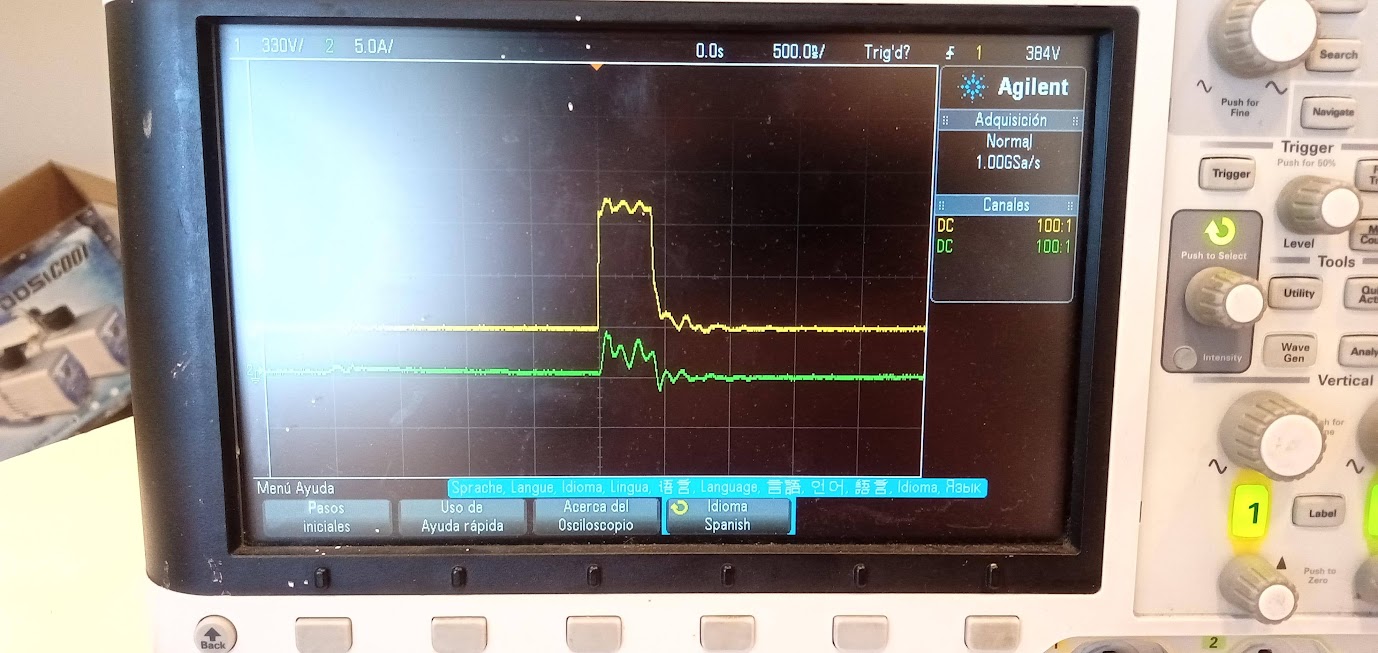 1 330V/ 2 5.0A/ 0.0s 500.0ns/ Trig'd? 1 384V
Agilent
Adquisición
Normal
1.00GSa/s
Canales
DC 100:1
DC 100:1
Menú Ayuda
Sprache, Langue, Idioma, Lingua, 语言, Language, 言語, 언어, 語言, Idioma, Язык
Pasos
iniciales
Uso de
Ayuda rápida
Acerca del
Osciloscopio
Idioma
Spanish
Back
Push for
Fine
Search
Navigate
Trigger
Push for 50%
Trigger
Level
Push to Select
Intensity
Tools
Utility
Wave
Gen
Vertical
1
Label
Push to
Zero
2